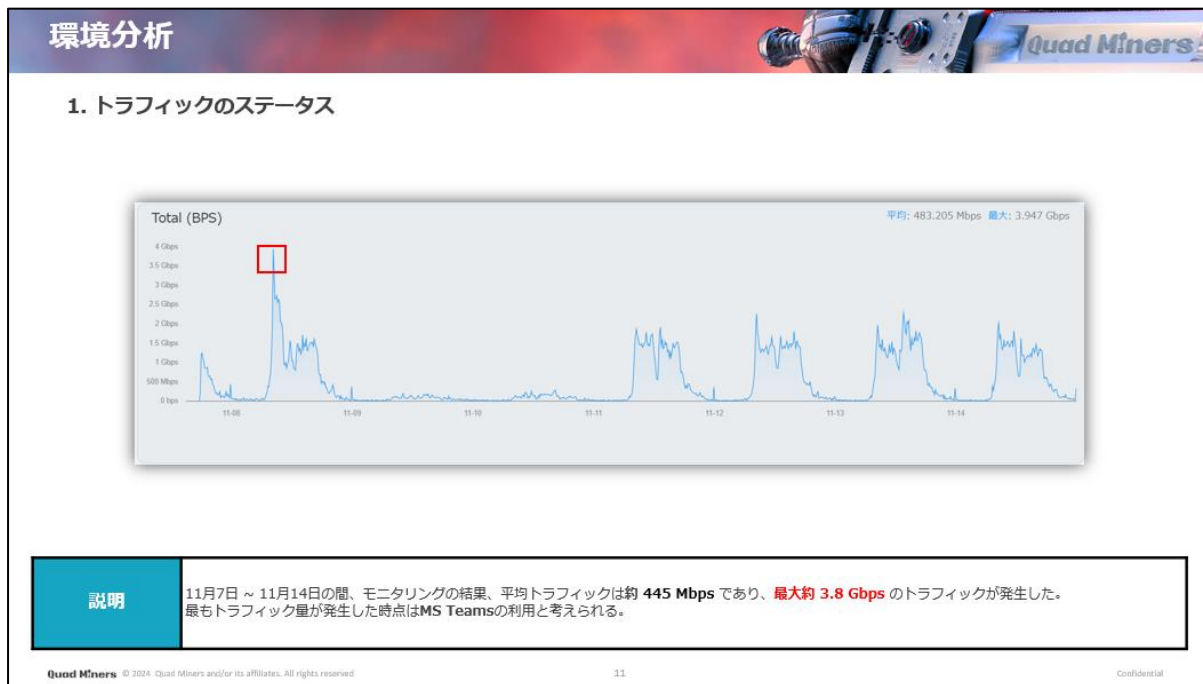 環境分析
Quad Miners
1. トラフィックのステータス
Total (BPS)
平均: 483.205 Mbps 最大: 3.947 Gbps
4 Gbps
3.5 Gbps
3 Gbps
2.5 Gbps
2 Gbps
1.5 Gbps
1 Gbps
500 Mbps
0 bps
11-08 11-09 11-10 11-11 11-12 11-13 11-14
説明
11月7日 ~ 11月14日の間、モニタリングの結果、平均トラフィックは約 445 Mbps であり、最大約 3.8 Gbps のトラフィックが発生した。
最もトラフィック量が発生した時点はMS Teamsの利用と考えられる。
Quad Miners © 2024 Quad Miners and/or its affiliates. All rights reserved
11
Confidential